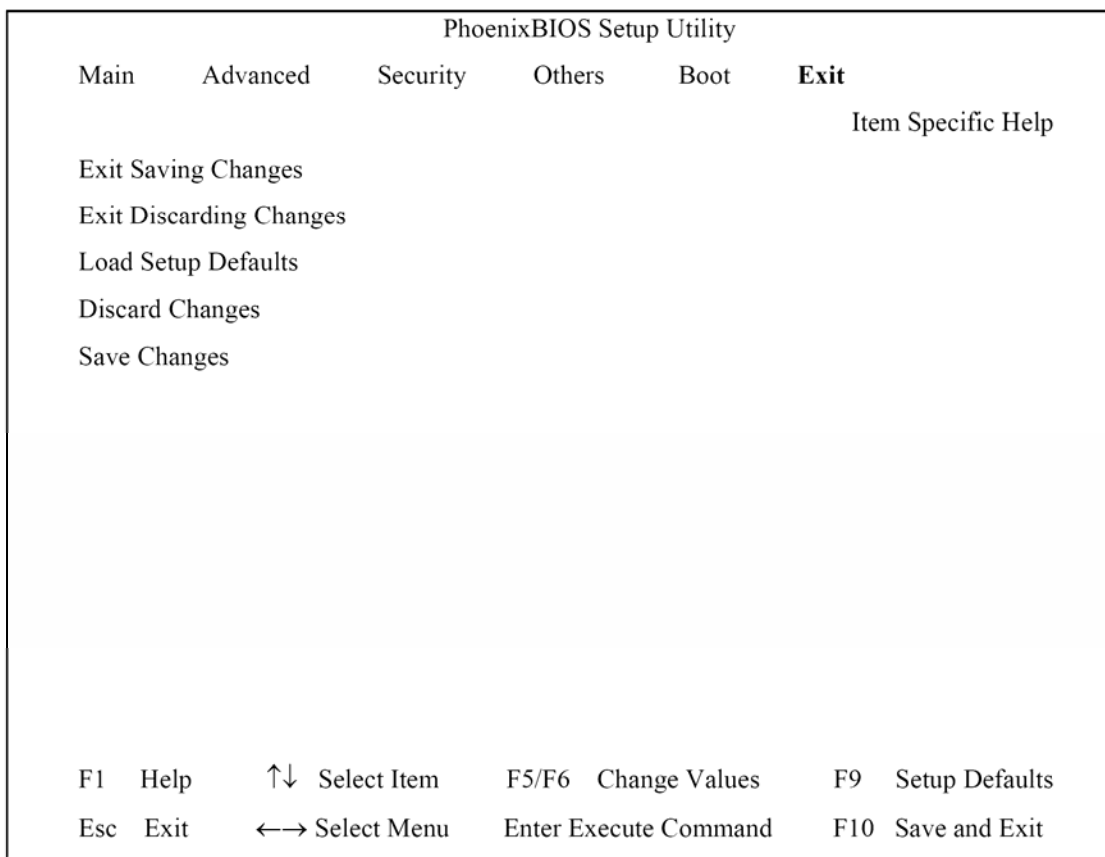 PhoenixBIOS Setup Utility
Main Advanced Security Others Boot Exit
Item Specific Help
Exit Saving Changes
Exit Discarding Changes
Load Setup Defaults
Discard Changes
Save Changes
F1 Help ↑↓ Select Item F5/F6 Change Values F9 Setup Defaults
Esc Exit ←→ Select Menu Enter Execute Command F10 Save and Exit